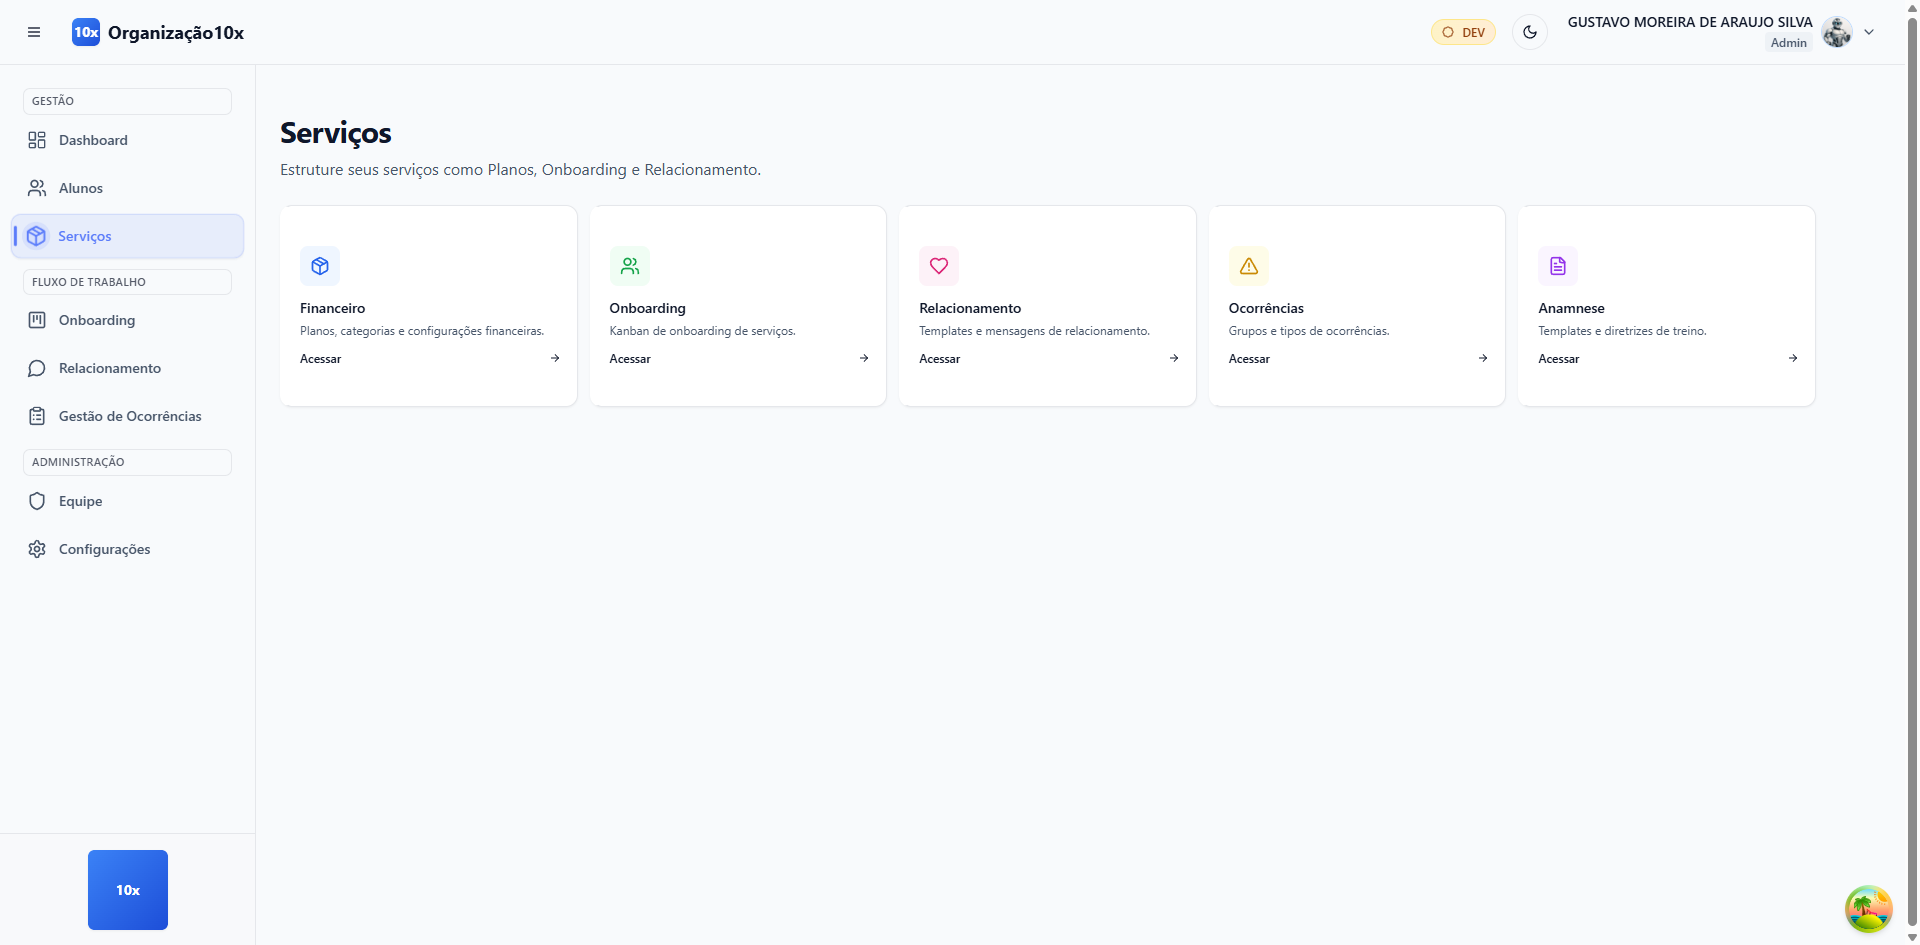 10x Organização10x
DEV
GUSTAVO MOREIRA DE ARAUJO SILVA
Admin
GESTÃO
Dashboard
Alunos
Serviços
FLUXO DE TRABALHO
Onboarding
Relacionamento
Gestão de Ocorrências
ADMINISTRAÇÃO
Equipe
Configurações
10x
Serviços
Estruture seus serviços como Planos, Onboarding e Relacionamento.
Financeiro
Planos, categorias e configurações financeiras.
Acessar
Onboarding
Kanban de onboarding de serviços.
Acessar
Relacionamento
Templates e mensagens de relacionamento.
Acessar
Ocorrências
Grupos e tipos de ocorrências.
Acessar
Anamnese
Templates e diretrizes de treino.
Acessar